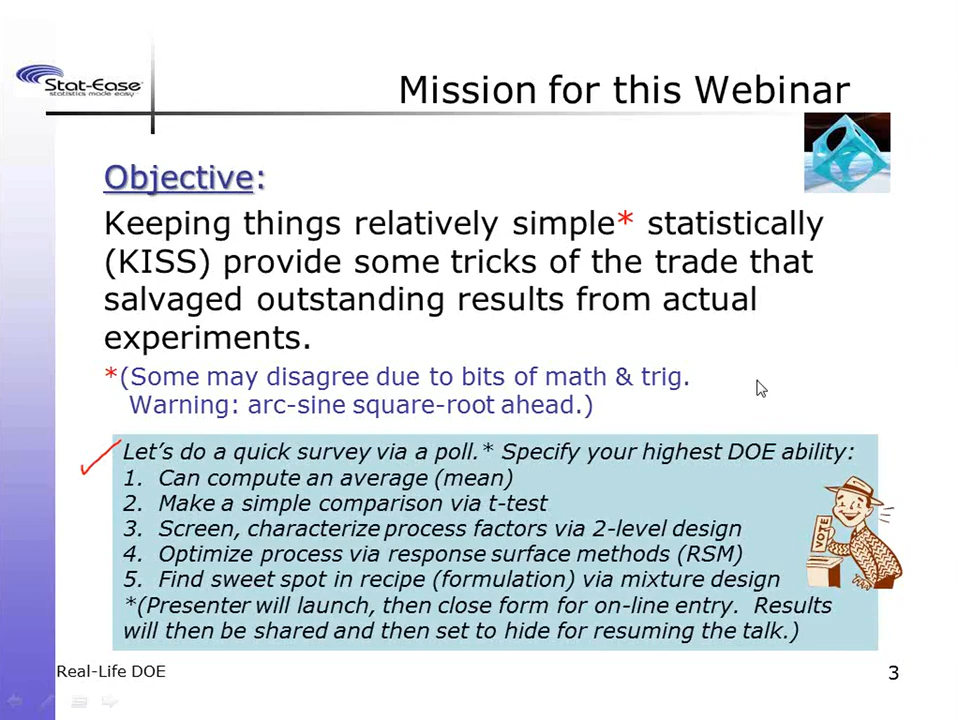 Stat-Ease
statistics made easy
Mission for this Webinar
Objective:
Keeping things relatively simple* statistically
(KISS) provide some tricks of the trade that
salvaged outstanding results from actual
experiments.
*(Some may disagree due to bits of math & trig.
Warning: arc-sine square-root ahead.)
Let's do a quick survey via a poll.* Specify your highest DOE ability:
1. Can compute an average (mean)
2. Make a simple comparison via t-test
3. Screen, characterize process factors via 2-level design
4. Optimize process via response surface methods (RSM)
5. Find sweet spot in recipe (formulation) via mixture design
*(Presenter will launch, then close form for on-line entry. Results
will then be shared and then set to hide for resuming the talk.)
VOTE
Real-Life DOE
3